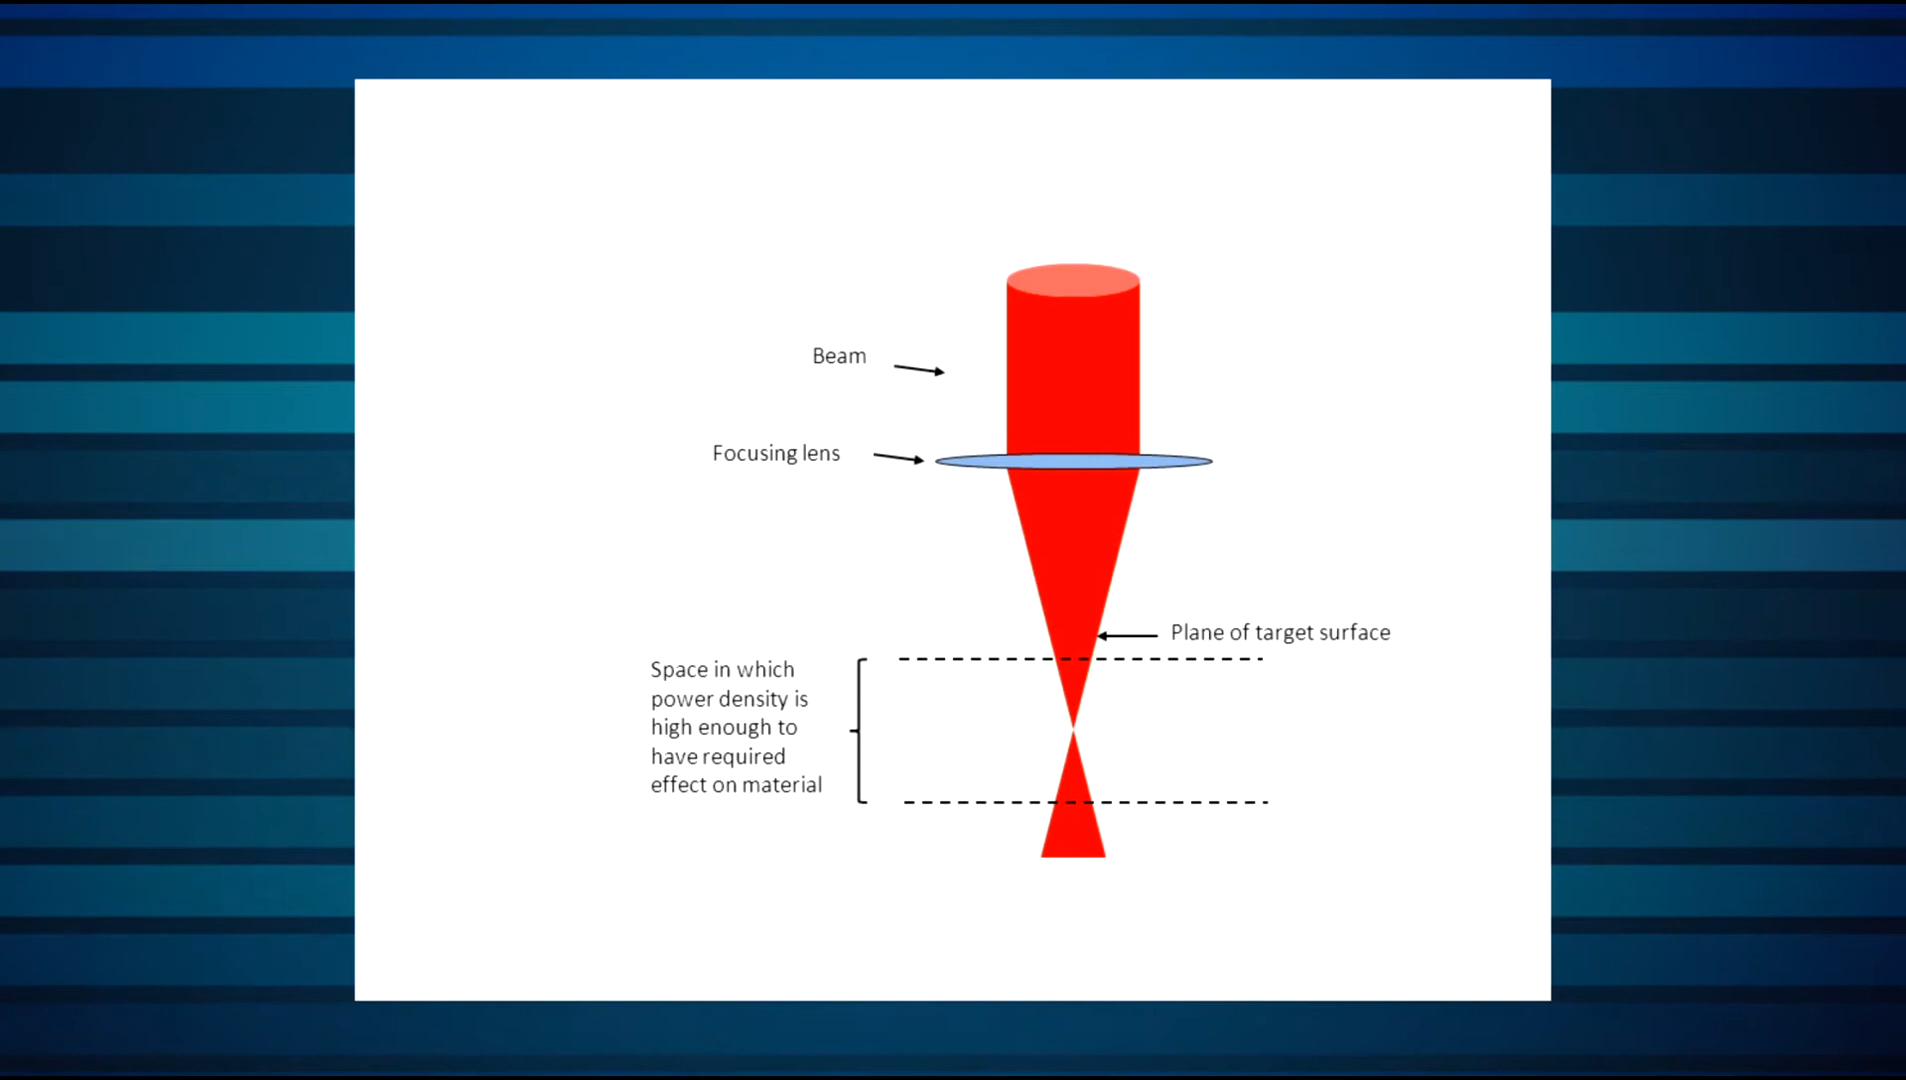 Beam
Focusing lens
Plane of target surface
Space in which
power density is
high enough to
have required
effect on material